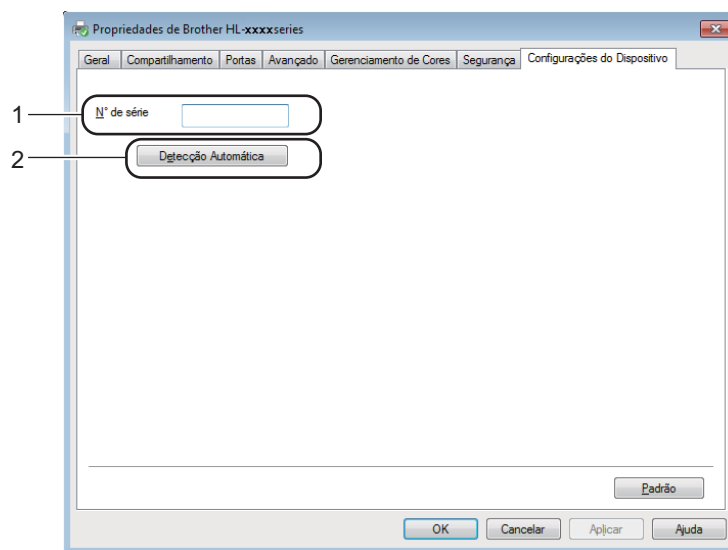 Propriedades de Brother HL-xxxxseries
Geral Compartilhamento Portas Avançado Gerenciamento de Cores Segurança Configurações do Dispositivo
1 N° de série
2 Detecção Automática
Padrão
OK Cancelar Aplicar Ajuda